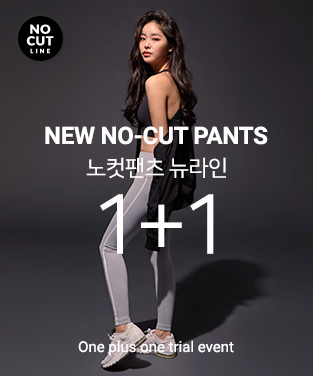 NO
CUT
LINE
NEW NO-CUT PANTS
노컷팬츠 뉴라인
1+1
One plus one trial event